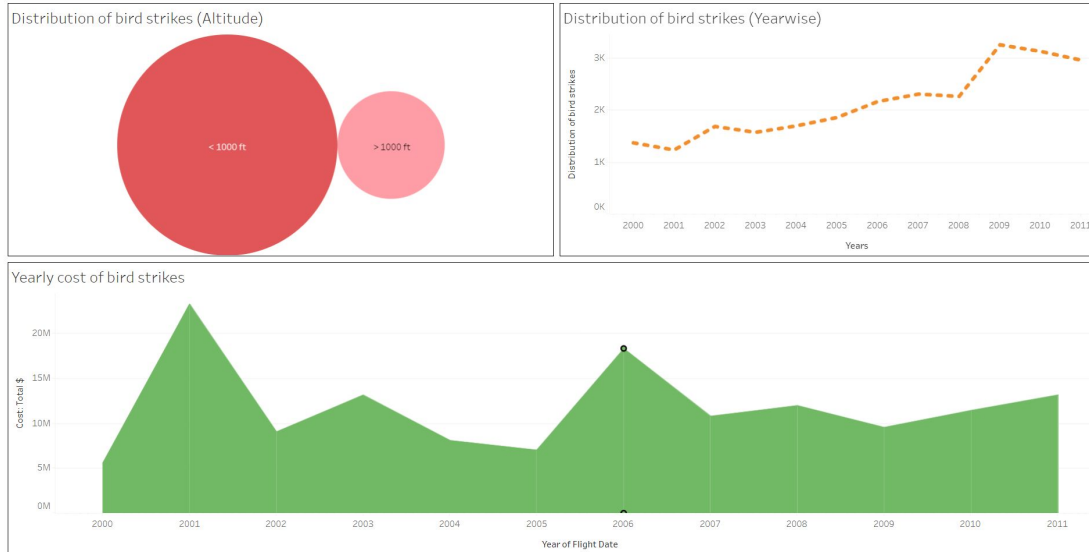 Distribution of bird strikes (Altitude)
< 1000 ft
> 1000 ft
Distribution of bird strikes (Yearwise)
Distribution of bird strikes
3K
2K
1K
0K
2000 2001 2002 2003 2004 2005 2006 2007 2008 2009 2010 2011
Years
Yearly cost of bird strikes
Cost: Total $
20M
15M
10M
5M
0M
2000 2001 2002 2003 2004 2005 2006 2007 2008 2009 2010 2011
Year of Flight Date